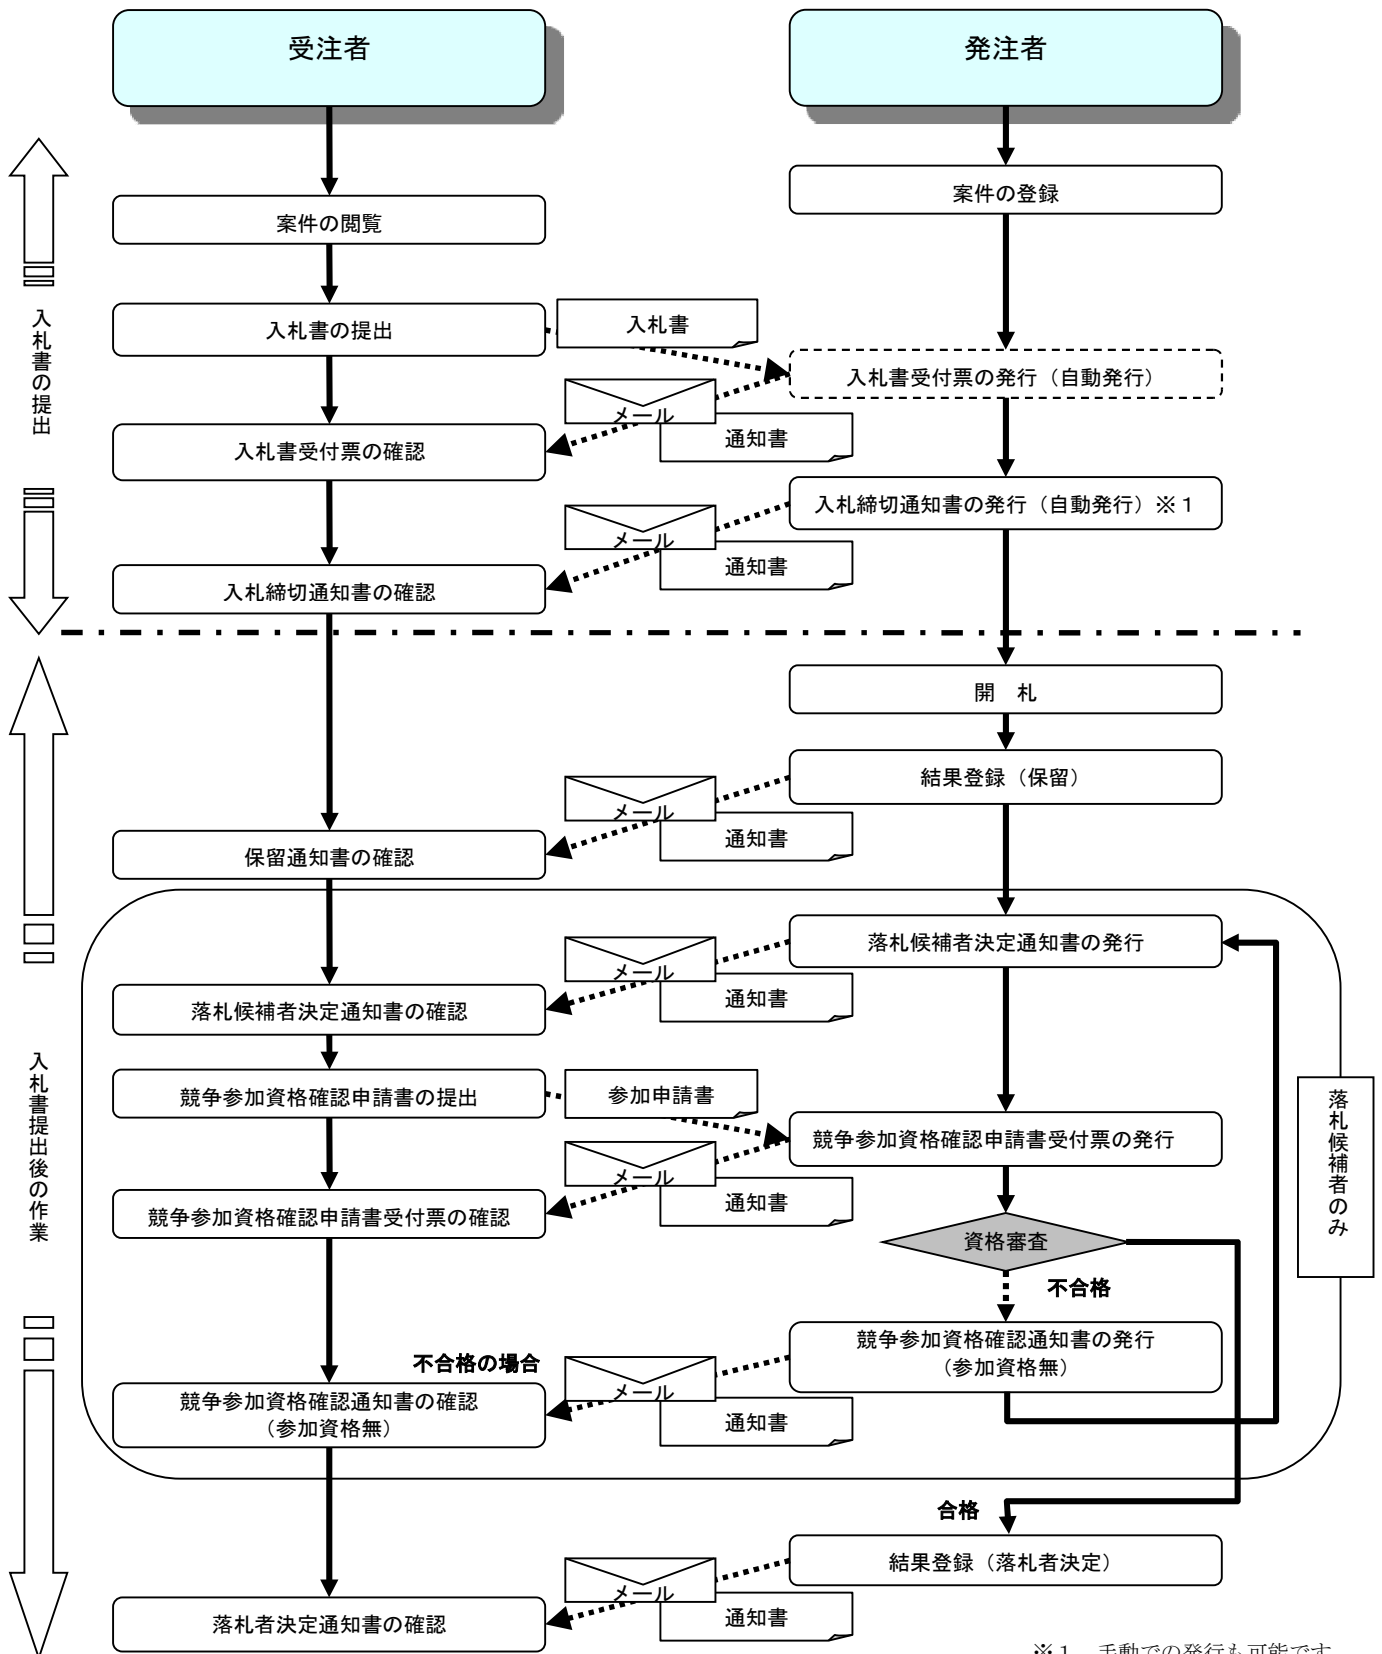 受注者
発注者
案件の登録
案件の閲覧
入札書の提出
入札書
入札書の提出
入札書受付票の発行（自動発行）
メール
通知書
入札書受付票の確認
入札締切通知書の発行（自動発行）※１
メール
通知書
入札締切通知書の確認
開　札
結果登録（保留）
メール
通知書
保留通知書の確認
落札候補者決定通知書の発行
メール
通知書
落札候補者決定通知書の確認
入札書提出後の作業
競争参加資格確認申請書の提出
参加申請書
落札候補者のみ
競争参加資格確認申請書受付票の発行
メール
通知書
競争参加資格確認申請書受付票の確認
資格審査
不合格
競争参加資格確認通知書の発行
（参加資格無）
不合格の場合
メール
通知書
競争参加資格確認通知書の確認
（参加資格無）
合格
結果登録（落札者決定）
メール
通知書
落札者決定通知書の確認
※１　手動での発行も可能です